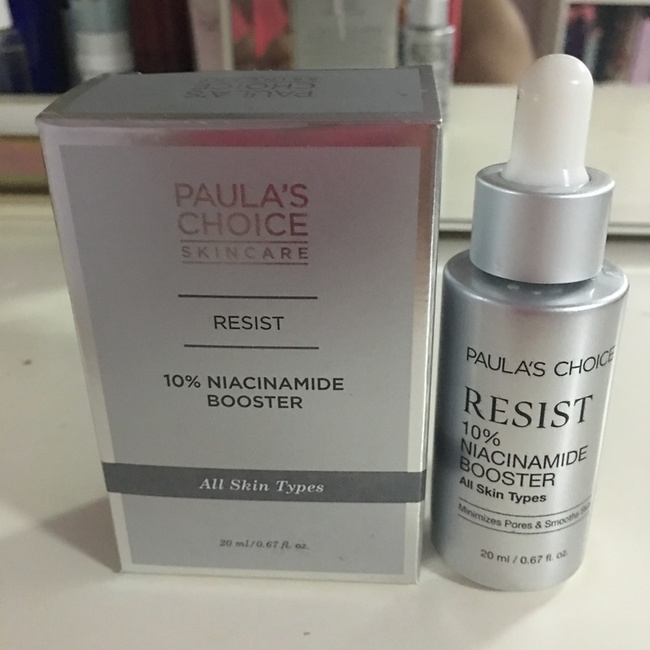 PAULA'S
CHOICE
PAULA'S
CHOICE
SKINCARE
RESIST
10% NIACINAMIDE
BOOSTER
All Skin Types
20 ml/0.67 fl. oz.
PAULA'S CHOICE
RESIST
10%
NIACINAMIDE
BOOSTER
All Skin Types
Minimizes Pores & Smooths
20 ml / 0.67 fl. oz.